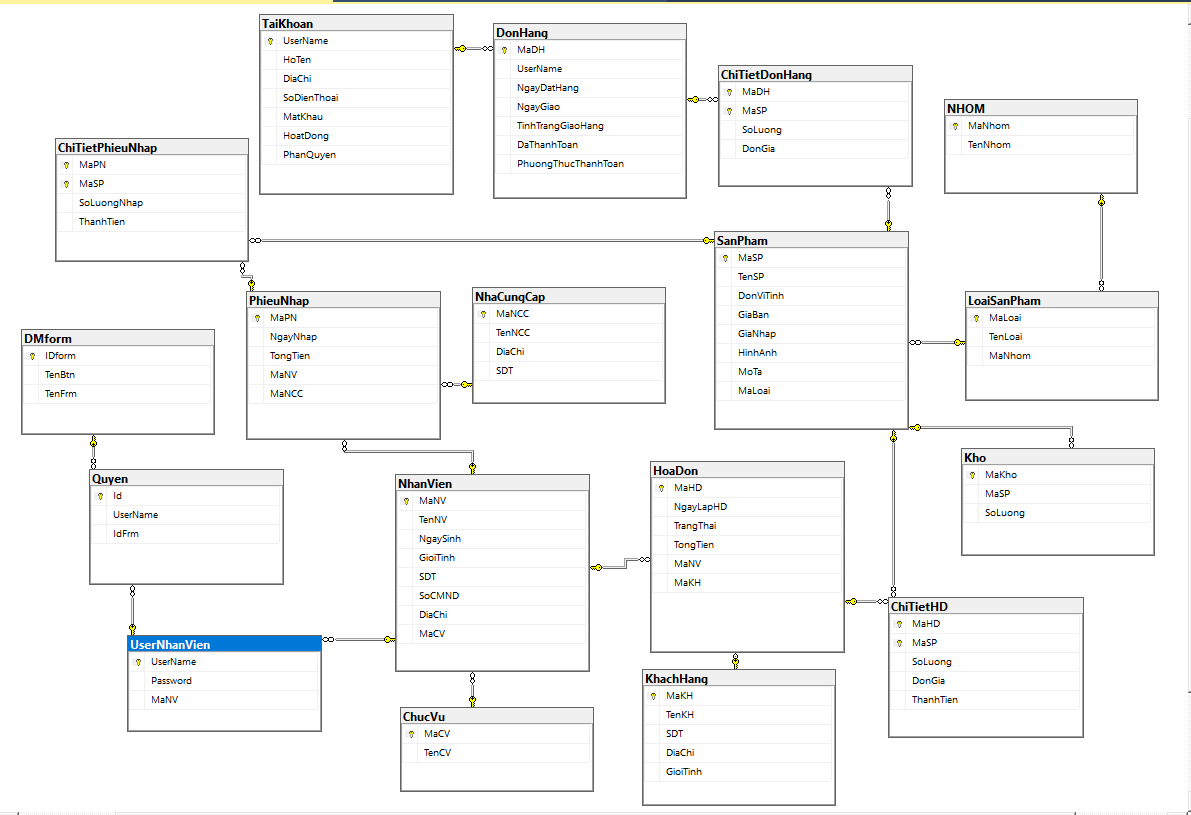 TaiKhoan
UserName
HoTen
DiaChi
SoDienThoai
MatKhau
HoatDong
PhanQuyen
DonHang
MaDH
UserName
NgayDatHang
NgayGiao
TinhTrangGiaoHang
DaThanhToan
PhuongThucThanhToan
ChiTietDonHang
MaDH
MaSP
SoLuong
DonGia
NHOM
MaNhom
TenNhom
ChiTietPhieuNhap
MaPN
MaSP
SoLuongNhap
ThanhTien
SanPham
MaSP
TenSP
DonViTinh
GiaBan
GiaNhap
HinhAnh
MoTa
MaLoai
PhieuNhap
MaPN
NgayNhap
TongTien
MaNV
MaNCC
NhaCungCap
MaNCC
TenNCC
DiaChi
SDT
LoaiSanPham
MaLoai
TenLoai
MaNhom
DMform
IDform
TenBtn
TenFrm
Quyen
Id
UserName
IdFrm
NhanVien
MaNV
TenNV
NgaySinh
GioiTinh
SDT
SoCMND
DiaChi
MaCV
HoaDon
MaHD
NgayLapHD
TrangThai
TongTien
MaNV
MaKH
Kho
MaKho
MaSP
SoLuong
ChiTietHD
MaHD
MaSP
SoLuong
DonGia
ThanhTien
UserNhanVien
UserName
Password
MaNV
KhachHang
MaKH
TenKH
SDT
DiaChi
GioiTinh
ChucVu
MaCV
TenCV